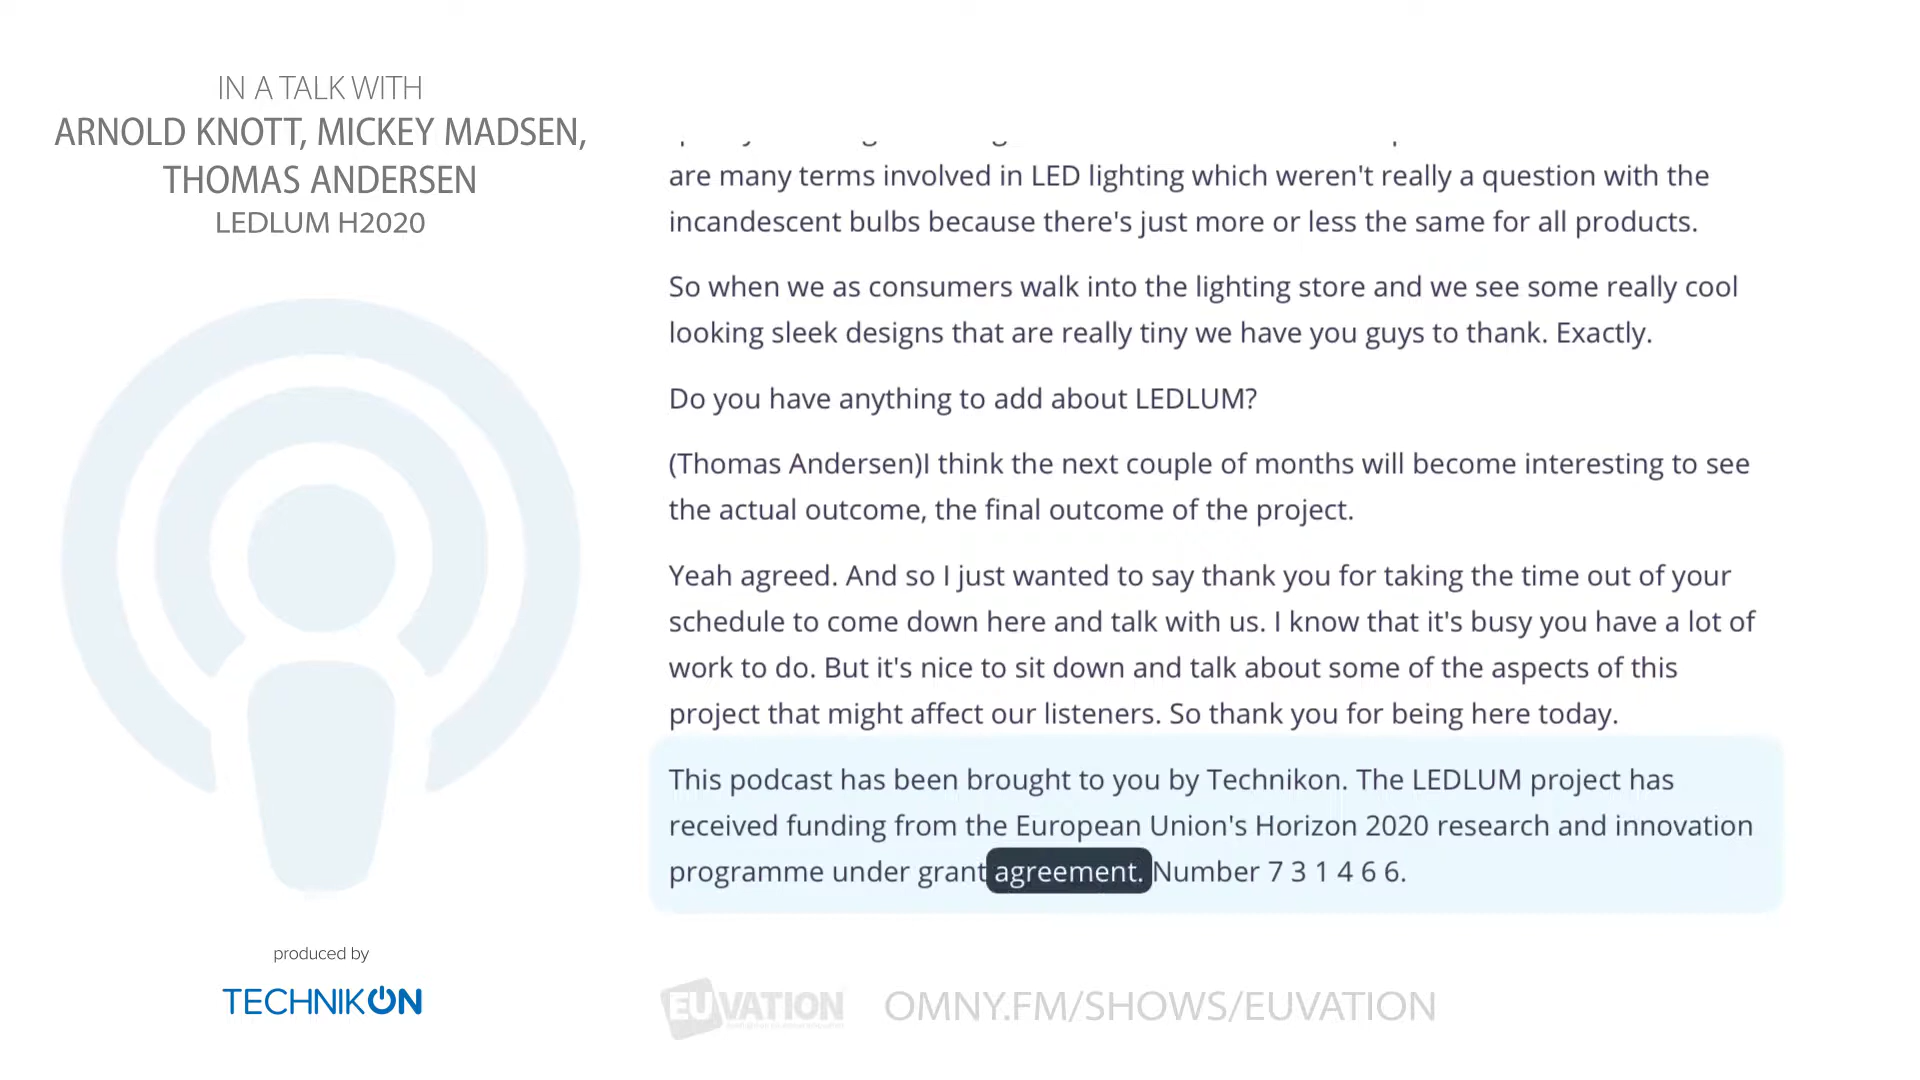 IN A TALK WITH
ARNOLD KNOTT, MICKEY MADSEN,
THOMAS ANDERSEN
LEDLUM H2020
are many terms involved in LED lighting which weren't really a question with the
incandescent bulbs because there's just more or less the same for all products.
So when we as consumers walk into the lighting store and we see some really cool
looking sleek designs that are really tiny we have you guys to thank. Exactly.
Do you have anything to add about LEDLUM?
(Thomas Andersen)I think the next couple of months will become interesting to see
the actual outcome, the final outcome of the project.
Yeah agreed. And so I just wanted to say thank you for taking the time out of your
schedule to come down here and talk with us. I know that it's busy you have a lot of
work to do. But it's nice to sit down and talk about some of the aspects of this
project that might affect our listeners. So thank you for being here today.
This podcast has been brought to you by Technikon. The LEDLUM project has
received funding from the European Union's Horizon 2020 research and innovation
programme under grant agreement. Number 7 3 1 4 6 6.
produced by
TECHNIKON
EUVATION
OMNY.FM/SHOWS/EUVATION